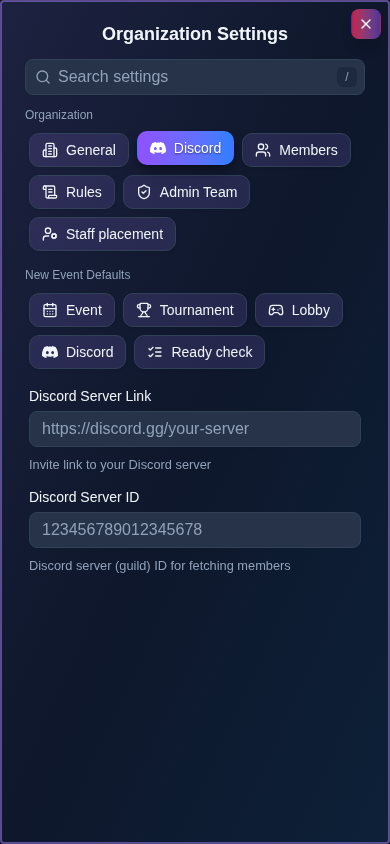 Organization Settings
Search settings /
Organization
General Discord Members
Rules Admin Team
Staff placement
New Event Defaults
Event Tournament Lobby
Discord Ready check
Discord Server Link
https://discord.gg/your-server
Invite link to your Discord server
Discord Server ID
123456789012345678
Discord server (guild) ID for fetching members